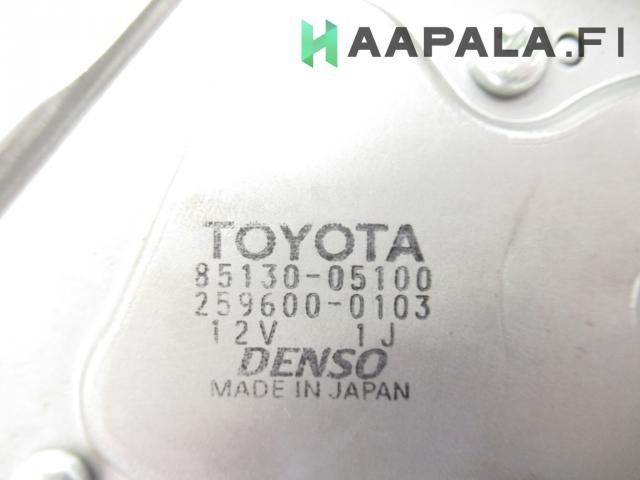 HAAPALA.FI
TOYOTA
85130-05100
259600-0103
12V 1J
DENSO
MADE IN JAPAN